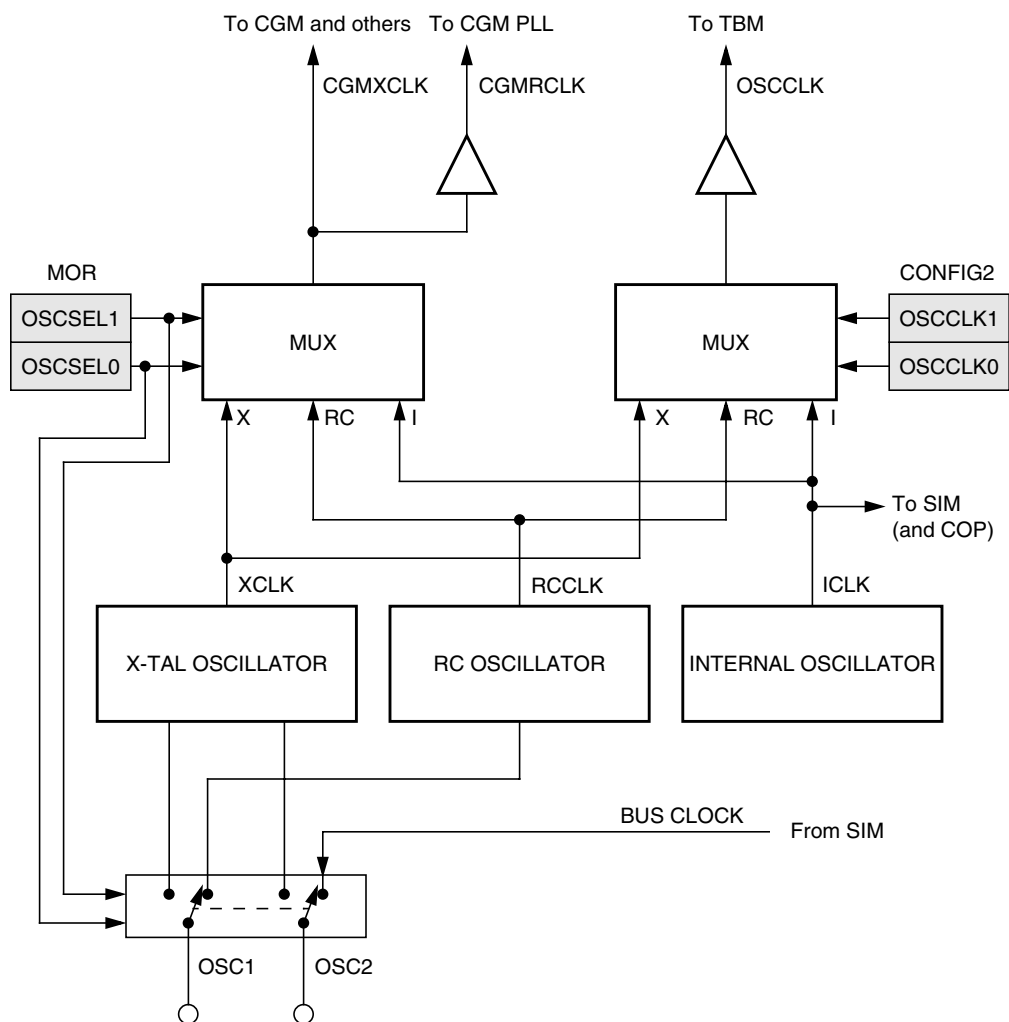 To CGM and others
To CGM PLL
To TBM
CGMXCLK
CGMRCLK
OSCCLK
MOR
CONFIG2
OSCSEL1
OSCSEL0
MUX
MUX
OSCCLK1
OSCCLK0
X
RC
I
X
RC
I
To SIM
(and COP)
XCLK
RCCLK
ICLK
X-TAL OSCILLATOR
RC OSCILLATOR
INTERNAL OSCILLATOR
BUS CLOCK
From SIM
OSC1
OSC2